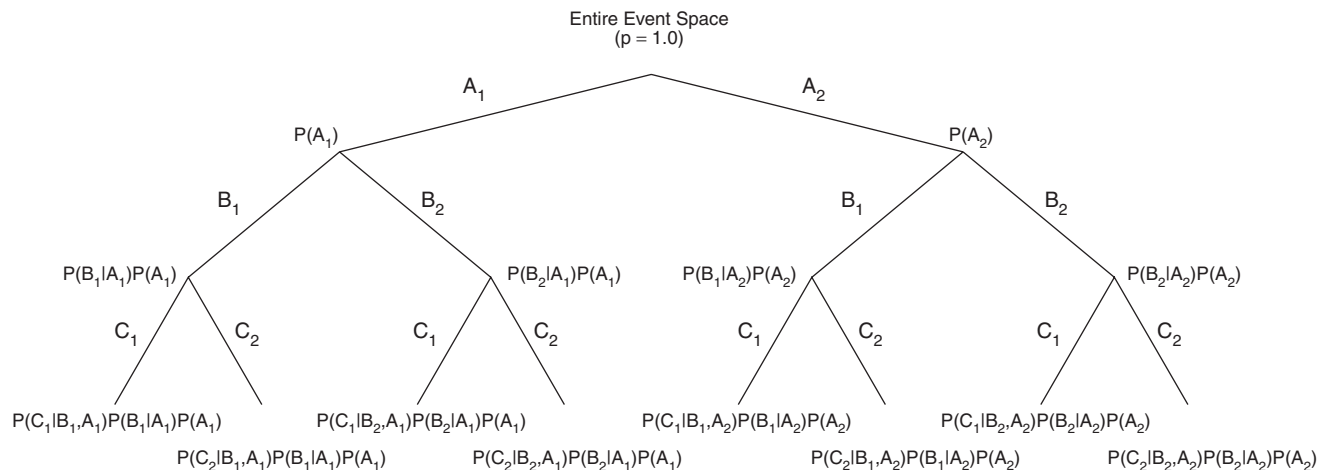 Entire Event Space
(p = 1.0)
A₁ A₂
P(A₁) P(A₂)
B₁ B₂ B₁ B₂
P(B₁|A₁)P(A₁) P(B₂|A₁)P(A₁) P(B₁|A₂)P(A₂) P(B₂|A₂)P(A₂)
C₁ C₂ C₁ C₂ C₁ C₂ C₁ C₂
P(C₁|B₁,A₁)P(B₁|A₁)P(A₁) P(C₁|B₂,A₁)P(B₂|A₁)P(A₁) P(C₁|B₁,A₂)P(B₁|A₂)P(A₂) P(C₁|B₂,A₂)P(B₂|A₂)P(A₂)
P(C₂|B₁,A₁)P(B₁|A₁)P(A₁) P(C₂|B₂,A₁)P(B₂|A₁)P(A₁) P(C₂|B₁,A₂)P(B₁|A₂)P(A₂) P(C₂|B₂,A₂)P(B₂|A₂)P(A₂)